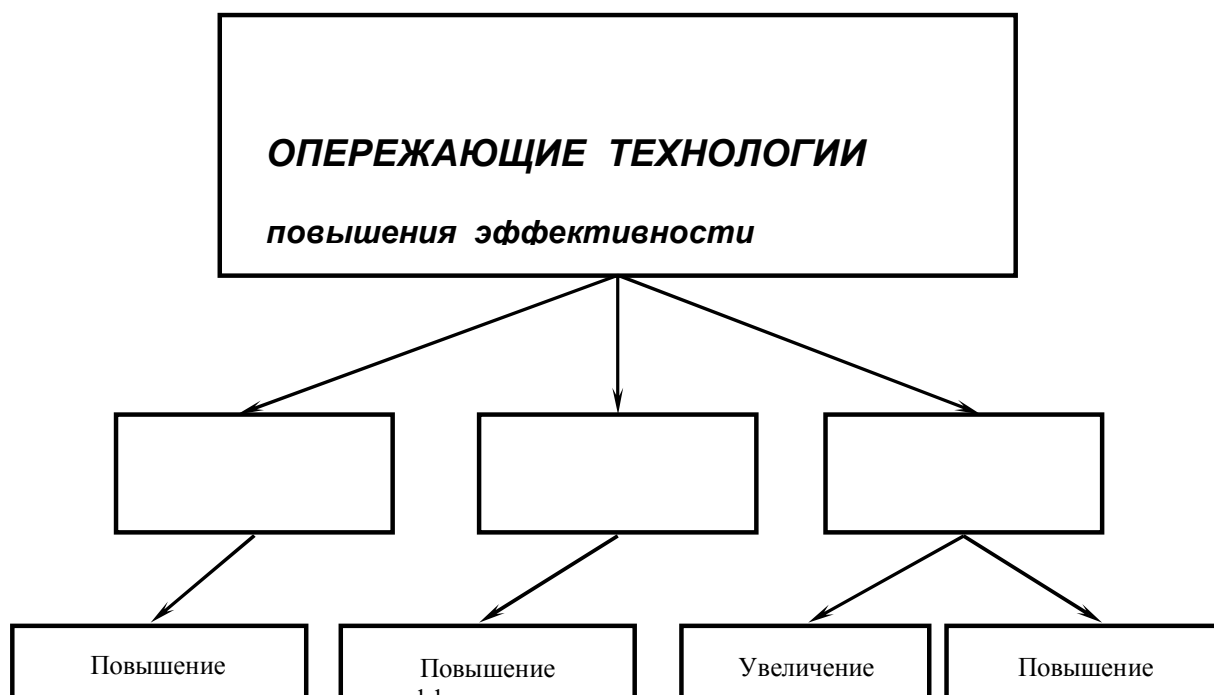 ОПЕРЕЖАЮЩИЕ ТЕХНОЛОГИИ
повышения эффективности
Повышение
Повышение
Увеличение
Повышение